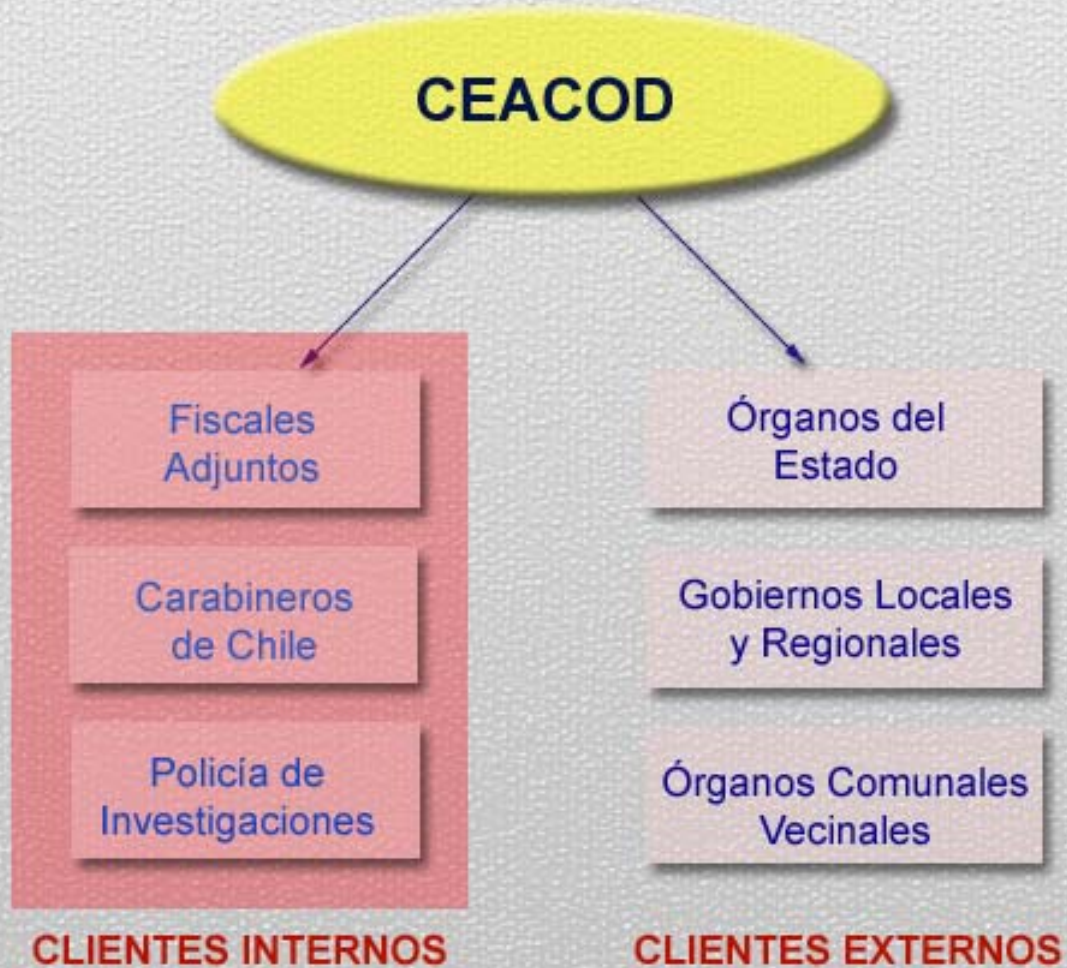 CEACOD
Fiscales
Adjuntos
Carabineros
de Chile
Policía de
Investigaciones
CLIENTES INTERNOS
Órganos del
Estado
Gobiernos Locales
y Regionales
Órganos Comunales
Vecinales
CLIENTES EXTERNOS